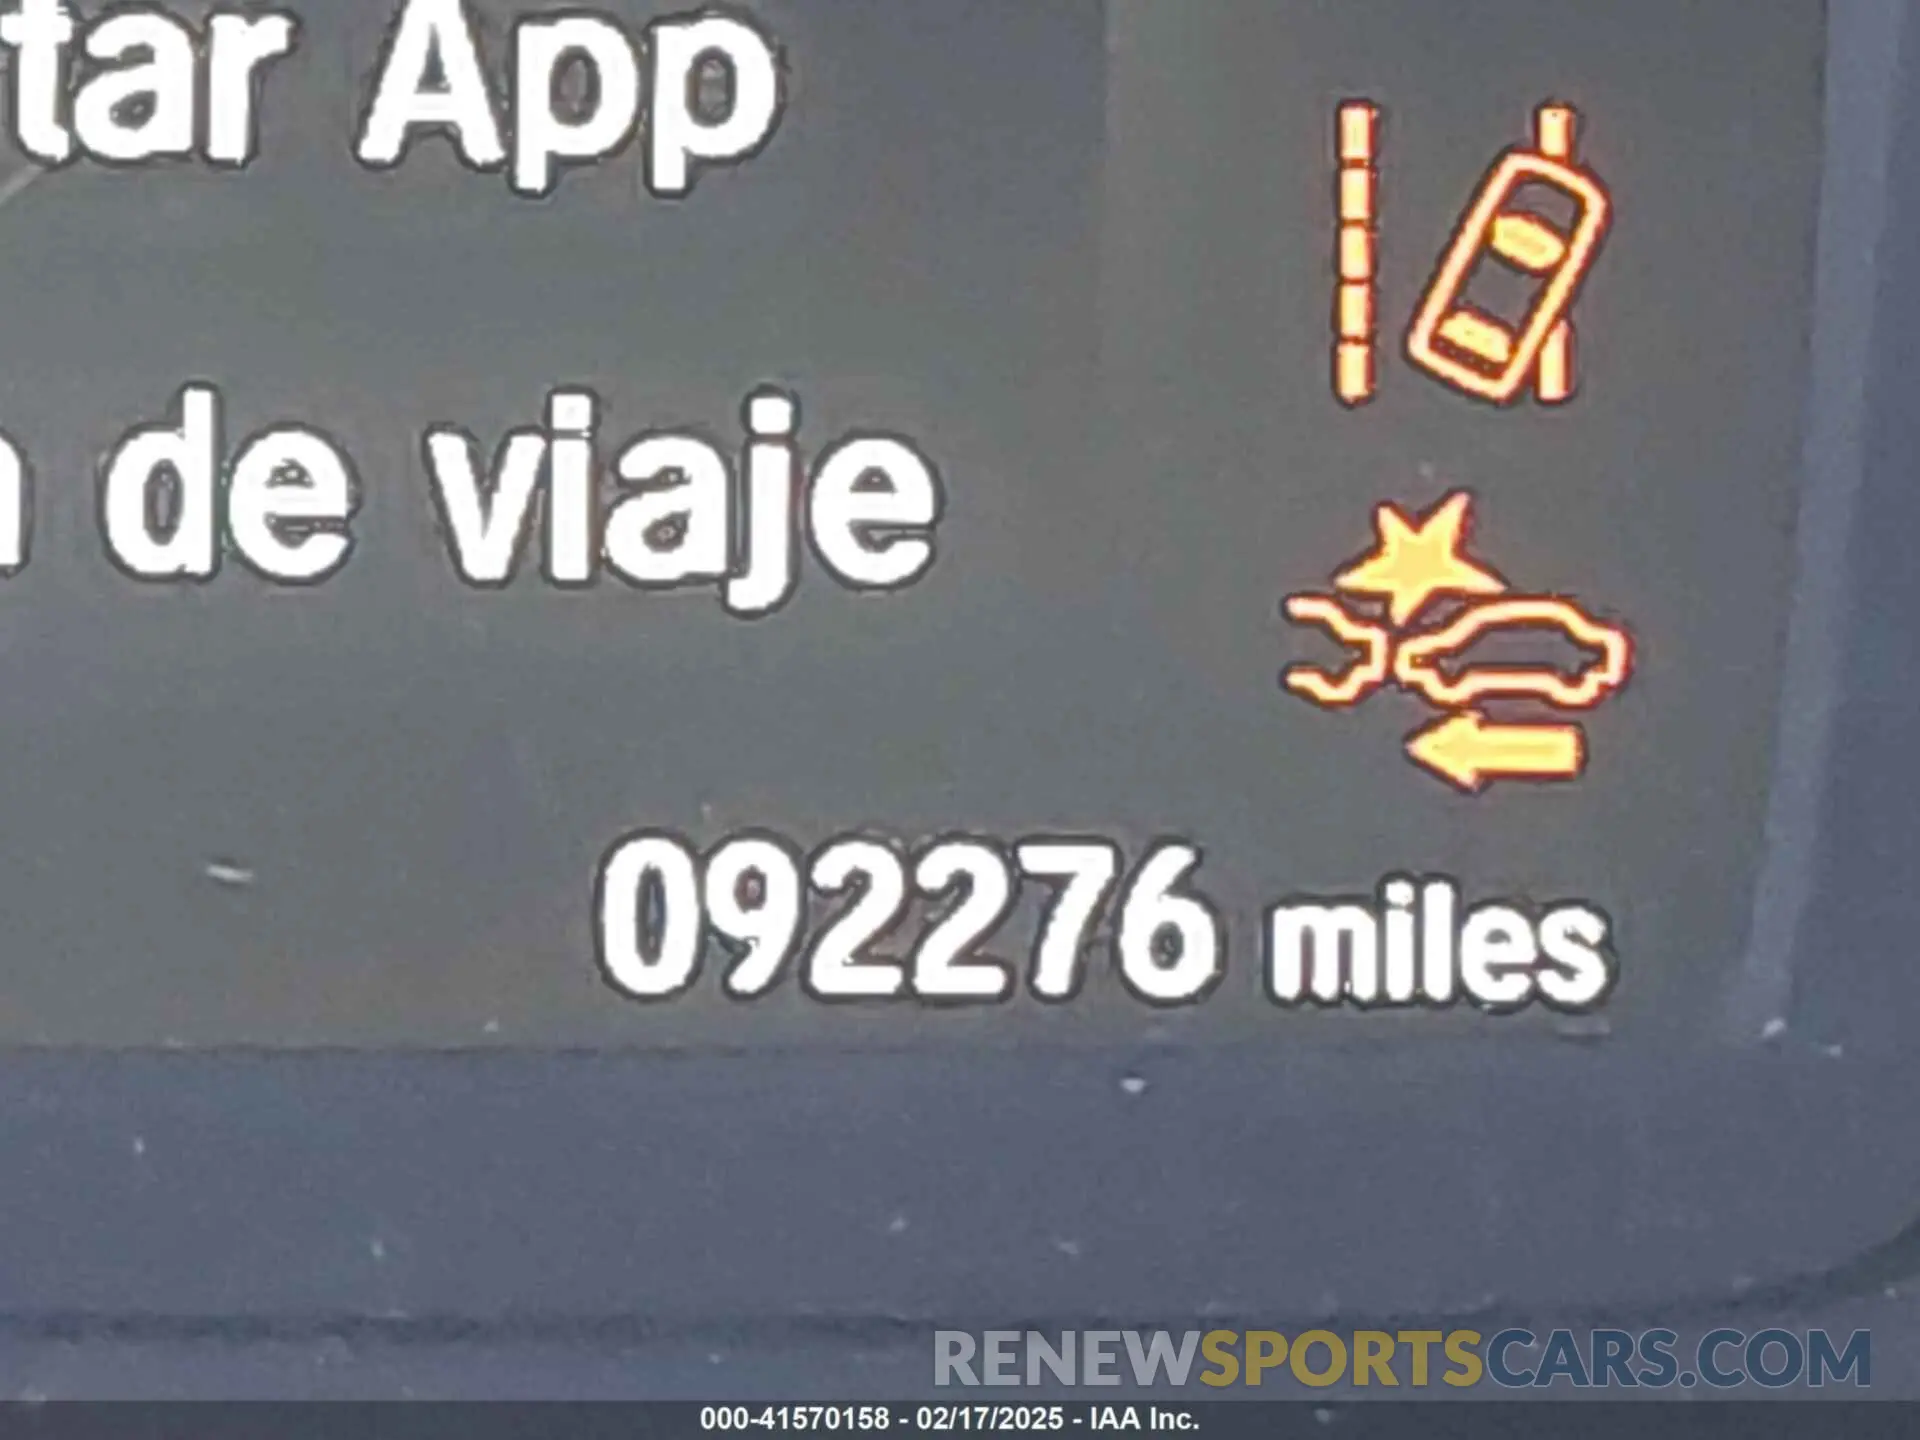 tar App
de viaje
092276 miles
RENEWSPORTSCARS.COM
000-41570158 - 02/17/2025 - IAA Inc.